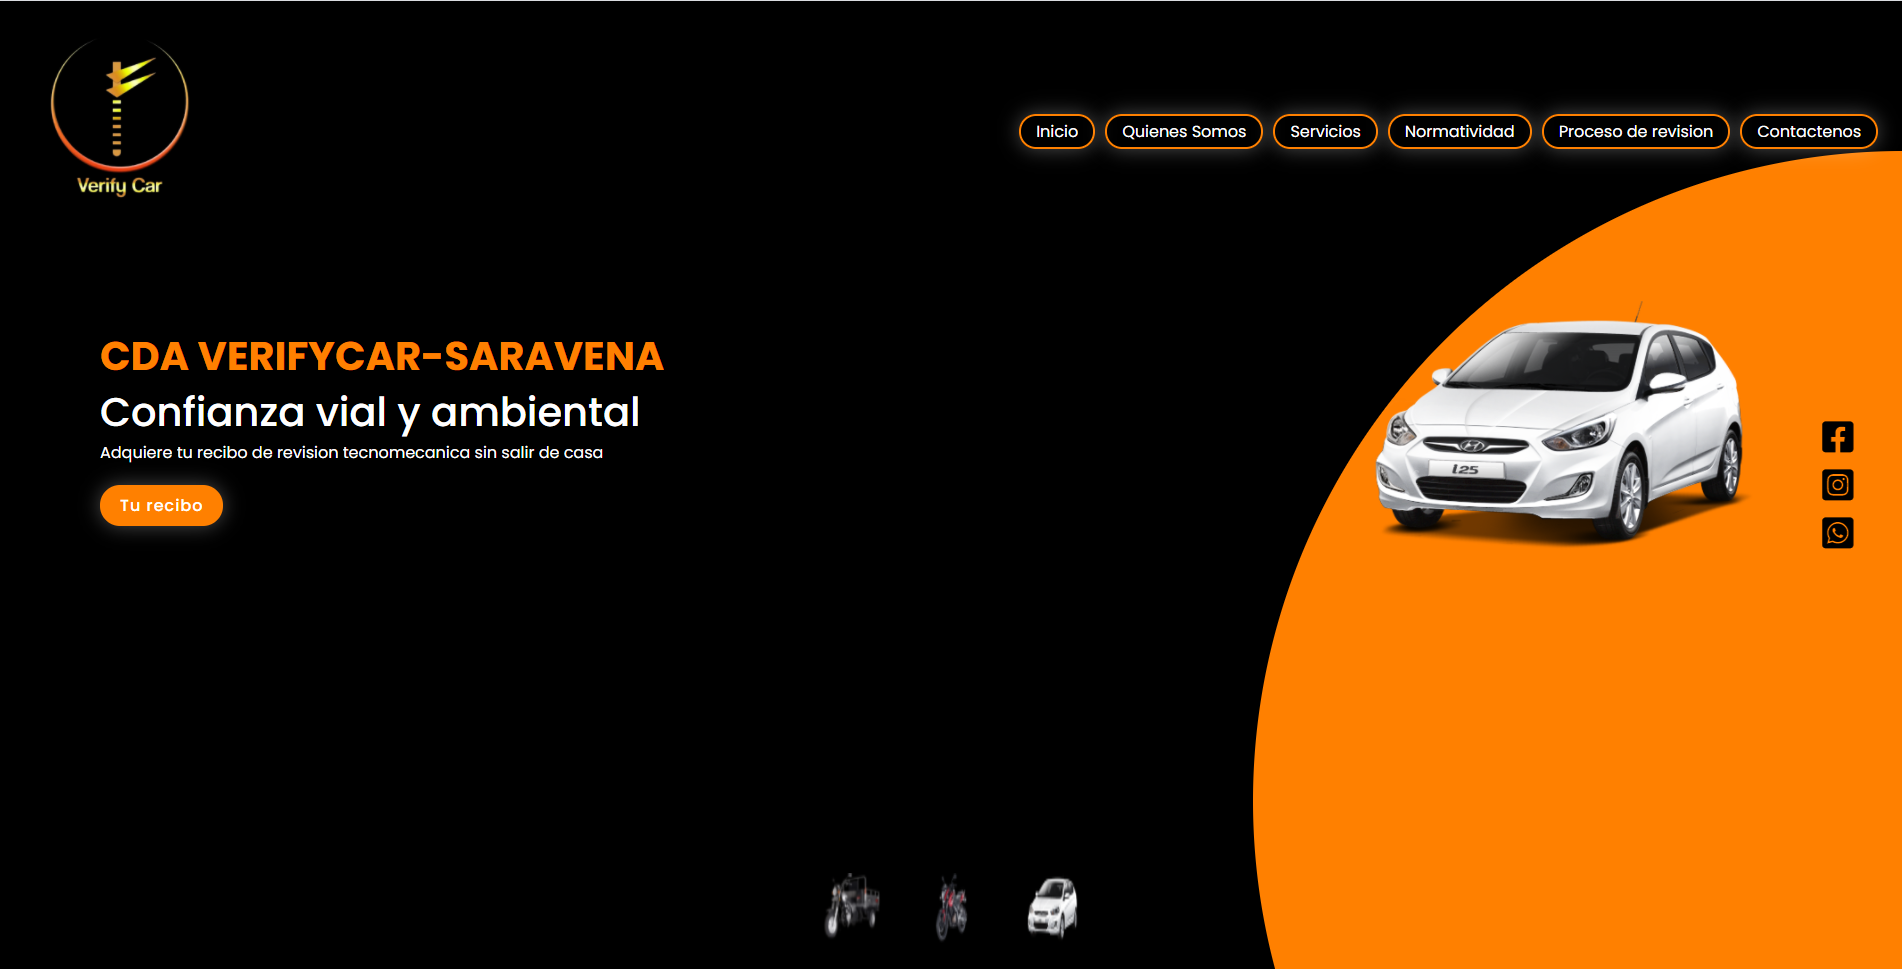 Verify Car
Inicio
Quienes Somos
Servicios
Normatividad
Proceso de revision
Contactenos
CDA VERIFYCAR-SARAVENA
Confianza vial y ambiental
Adquiere tu recibo de revision tecnomecanica sin salir de casa
Tu recibo
i25